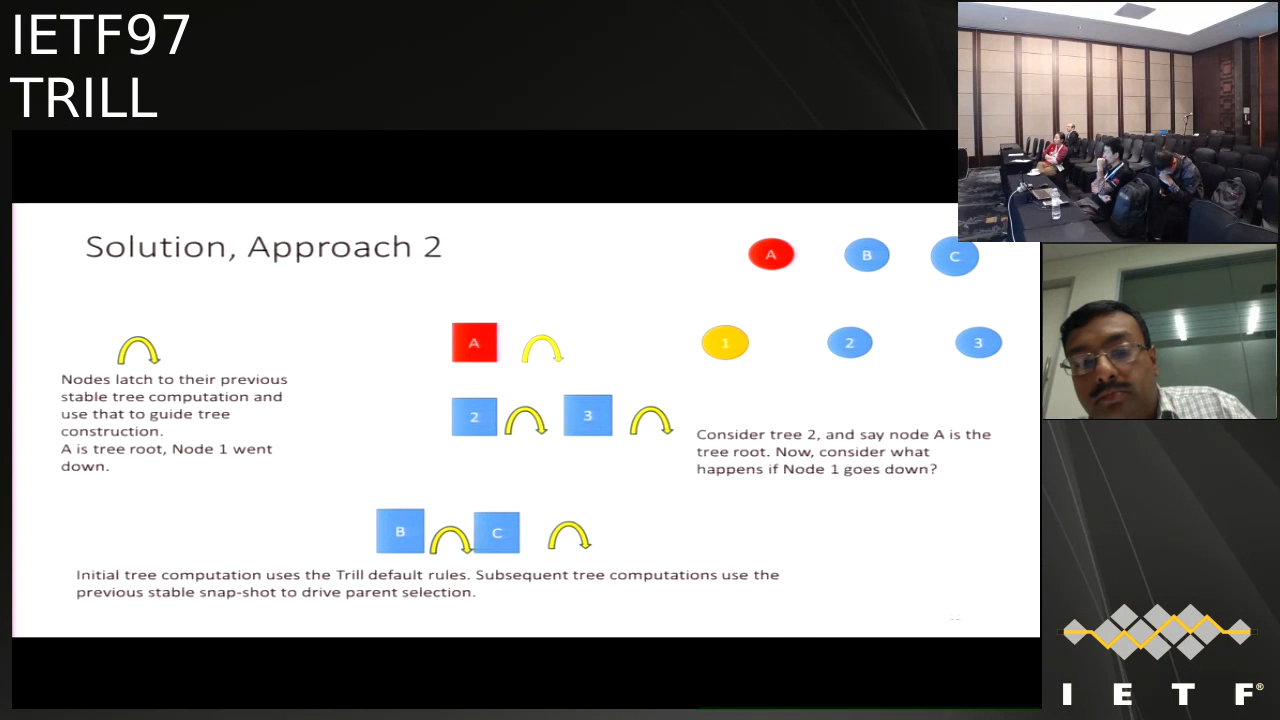 IETF97
TRILL
Solution, Approach 2
A
B
C
A
1
2
3
Nodes latch to their previous
stable tree computation and
use that to guide tree
construction.
A is tree root, Node 1 went
down.
2
3
Consider tree 2, and say node A is the
tree root. Now, consider what
happens if Node 1 goes down?
B
C
Initial tree computation uses the Trill default rules. Subsequent tree computations use the
previous stable snap-shot to drive parent selection.
I E T F®